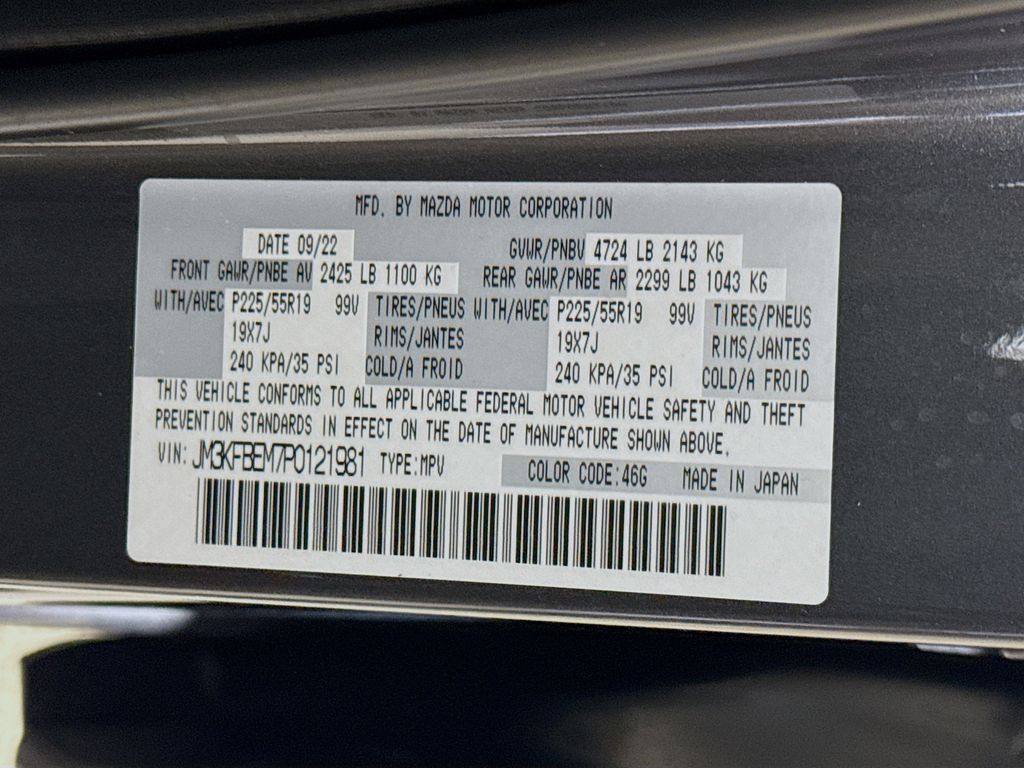 MFD. BY MAZDA MOTOR CORPORATION
DATE 09/22 GVWR/PNBV 4724 LB 2143 KG
FRONT GAWR/PNBE AV 2425 LB 1100 KG REAR GAWR/PNBE AR 2299 LB 1043 KG
WITH/AVEC P225/55R19 99V TIRES/PNEUS WITH/AVEC P225/55R19 99V TIRES/PNEUS
19X7J RIMS/JANTES 19X7J RIMS/JANTES
240 KPA/35 PSI COLD/A FROID 240 KPA/35 PSI COLD/A FROID
THIS VEHICLE CONFORMS TO ALL APPLICABLE FEDERAL MOTOR VEHICLE SAFETY AND THEFT
PREVENTION STANDARDS IN EFFECT ON THE DATE OF MANUFACTURE SHOWN ABOVE.
VIN: JM3KFBEM7P0121981 TYPE:MPV COLOR CODE:46G MADE IN JAPAN